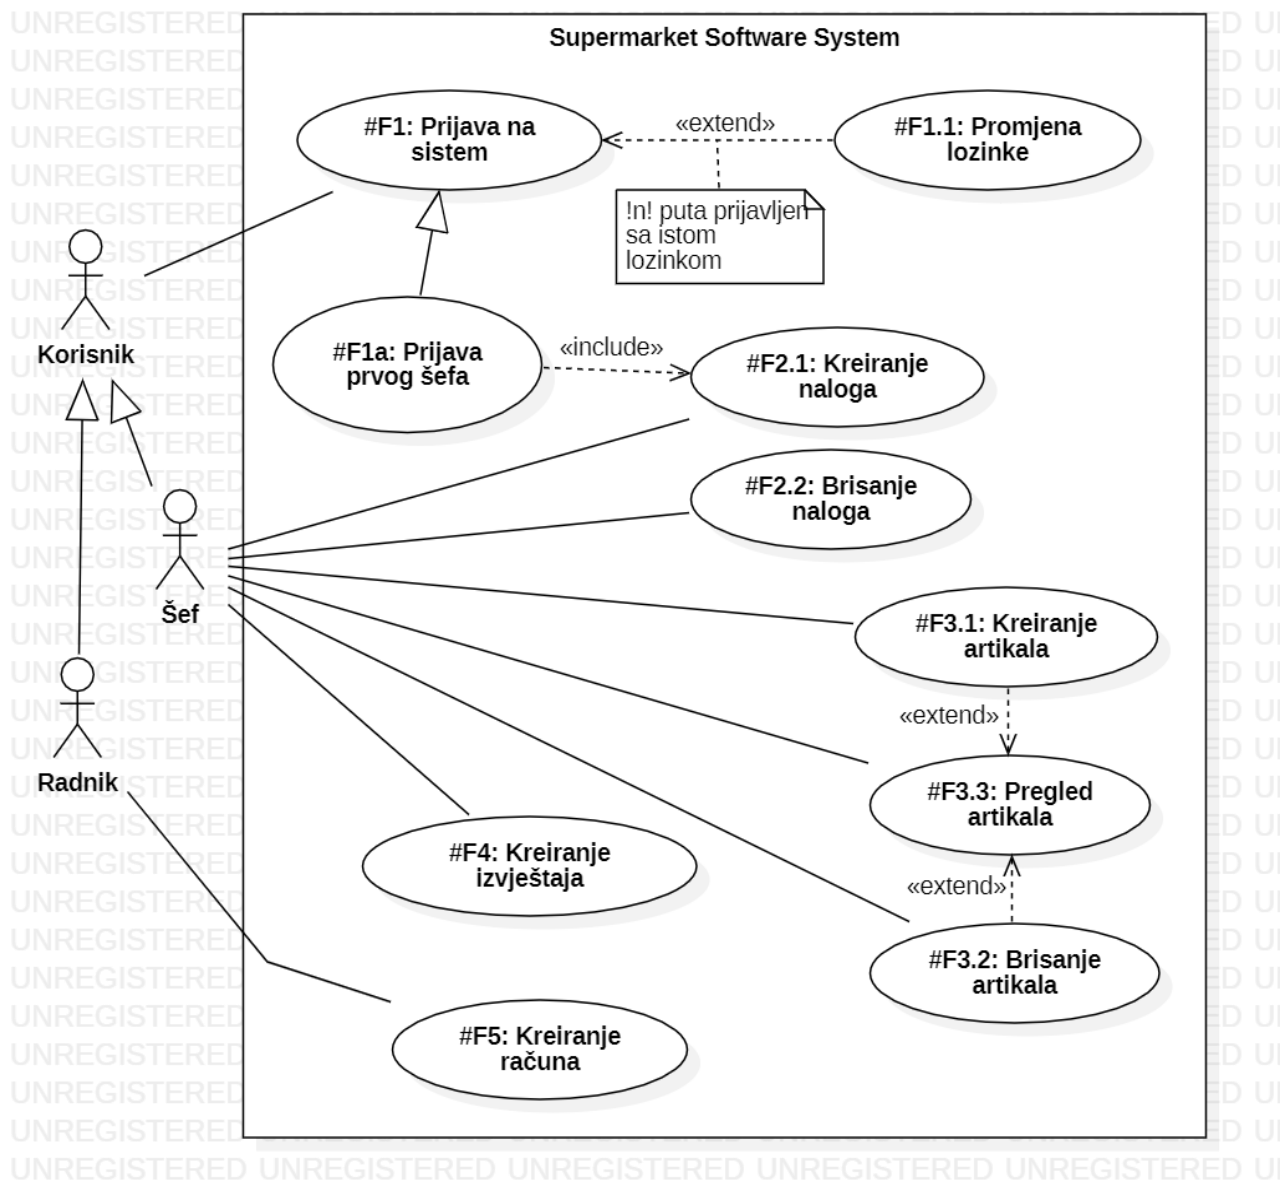 Supermarket Software System
#F1: Prijava na
sistem
«extend»
#F1.1: Promjena
lozinke
!n! puta prijavljen
sa istom
lozinkom
Korisnik
#F1a: Prijava
prvog šefa
«include»
#F2.1: Kreiranje
naloga
#F2.2: Brisanje
naloga
Šef
#F3.1: Kreiranje
artikala
«extend»
Radnik
#F3.3: Pregled
artikala
#F4: Kreiranje
izvještaja
«extend»
#F3.2: Brisanje
artikala
#F5: Kreiranje
računa
UNREGISTERED UNREGISTERED UNREGISTERED UNREGISTERED UNREGISTERED